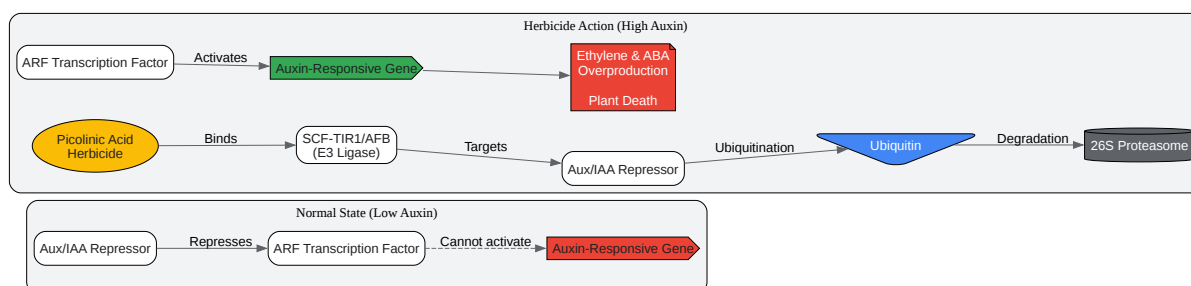 Herbicide Action (High Auxin)
ARF Transcription Factor
Activates
Auxin-Responsive Gene
Ethylene & ABA
Overproduction
Plant Death
Picolinic Acid
Herbicide
Binds
SCF-TIR1/AFB
(E3 Ligase)
Targets
Aux/IAA Repressor
Ubiquitination
Ubiquitin
Degradation
26S Proteasome
Normal State (Low Auxin)
Aux/IAA Repressor
Represses
ARF Transcription Factor
Cannot activate
Auxin-Responsive Gene